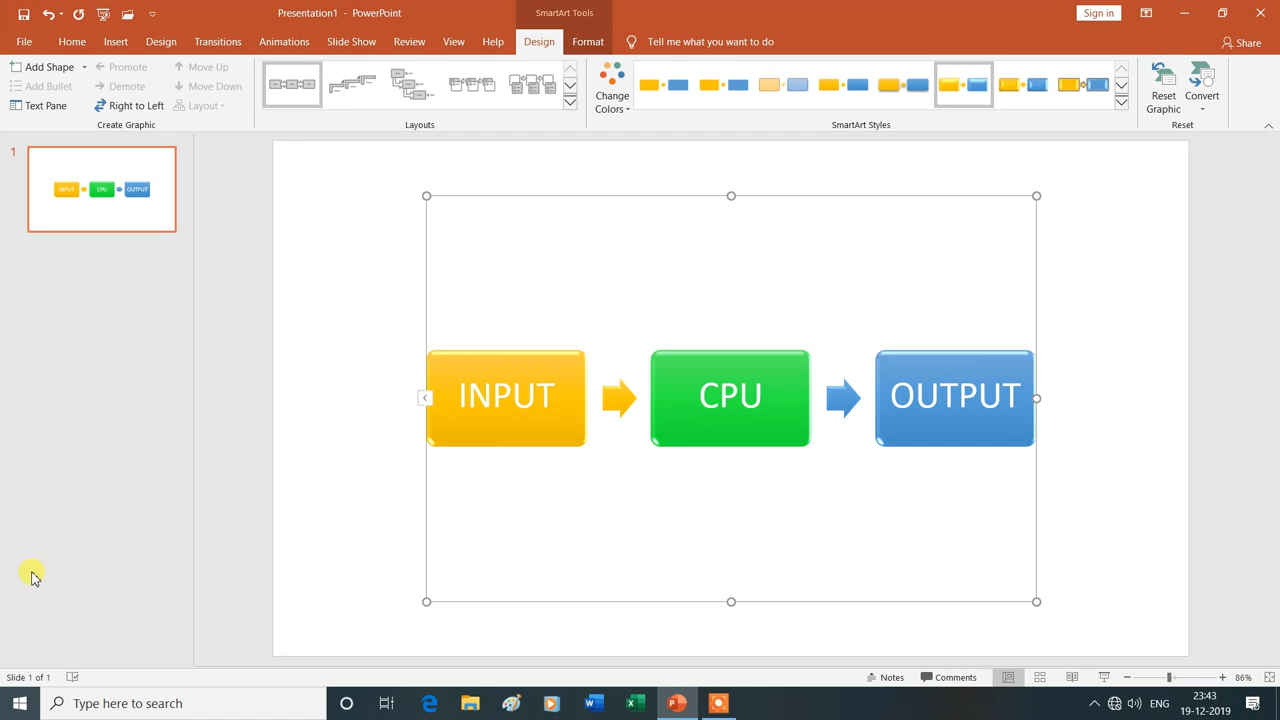 Presentation1 - PowerPoint
SmartArt Tools
Sign in
File Home Insert Design Transitions Animations Slide Show Review View Help Design Format Tell me what you want to do Share
Add Shape Promote Move Up
Add Bullet Demote Move Down
Text Pane Right to Left Layout
Create Graphic
Layouts
Change Colors
SmartArt Styles
Reset Graphic
Convert
Reset
1
INPUT CPU OUTPUT
INPUT CPU OUTPUT
Slide 1 of 1
Notes Comments 86%
Type here to search
ENG
23:43
19-12-2019